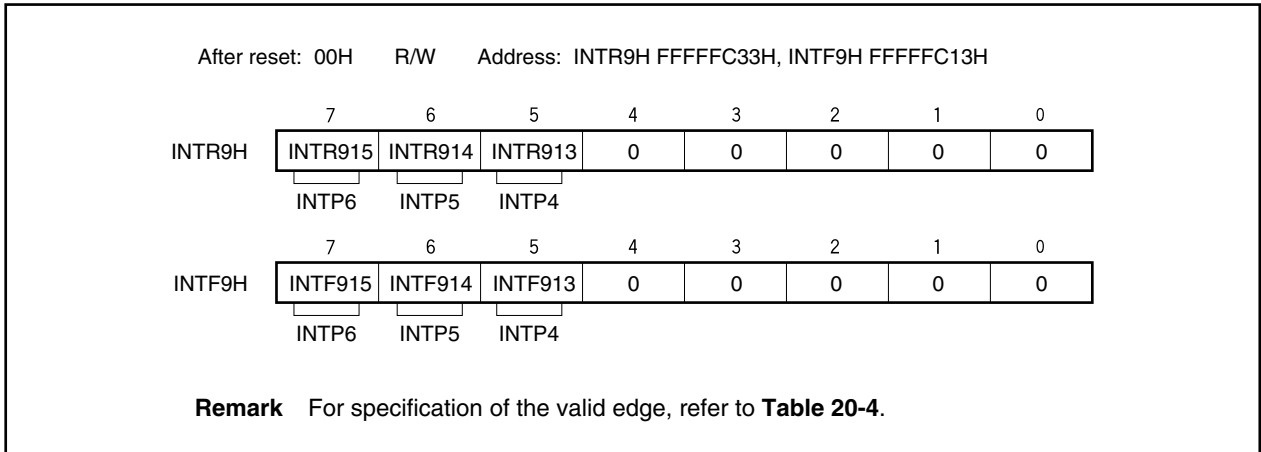 After reset: 00H R/W Address: INTR9H FFFFFC33H, INTF9H FFFFFC13H
7 6 5 4 3 2 1 0
INTR9H INTR915 INTR914 INTR913 0 0 0 0 0
INTP6 INTP5 INTP4
7 6 5 4 3 2 1 0
INTF9H INTF915 INTF914 INTF913 0 0 0 0 0
INTP6 INTP5 INTP4
Remark For specification of the valid edge, refer to Table 20-4.